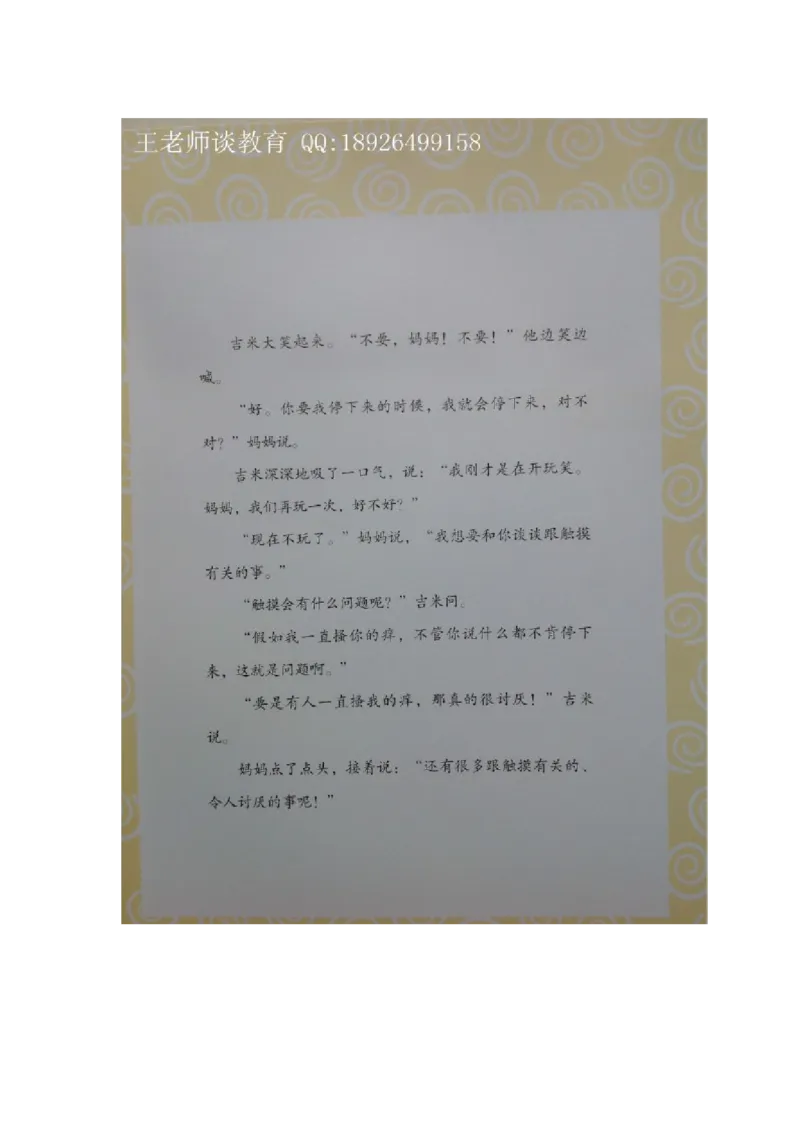 王老师谈教育 QQ:18926499158
吉米大笑起来。“不要，妈妈！不要！”他边笑边
喊。
“好。你要我停下来的时候，我就会停下来，对不
对？”妈妈说。
吉米深深地吸了一口气，说：“我刚才是在开玩笑。
妈妈，我们再玩一次，好不好？”
“现在不玩了。”妈妈说，“我想要和你谈谈跟触摸
有关的事。”
“触摸会有什么问题呢？”吉米问。
“假如我一直搔你的痒，不管你说什么都不肯停下
来，这就是问题啊。”
“要是有人一直搔我的痒，那真的很讨厌！”吉米
说。
妈妈点了点头，接着说：“还有很多跟触摸有关的、
令人讨厌的事呢！”